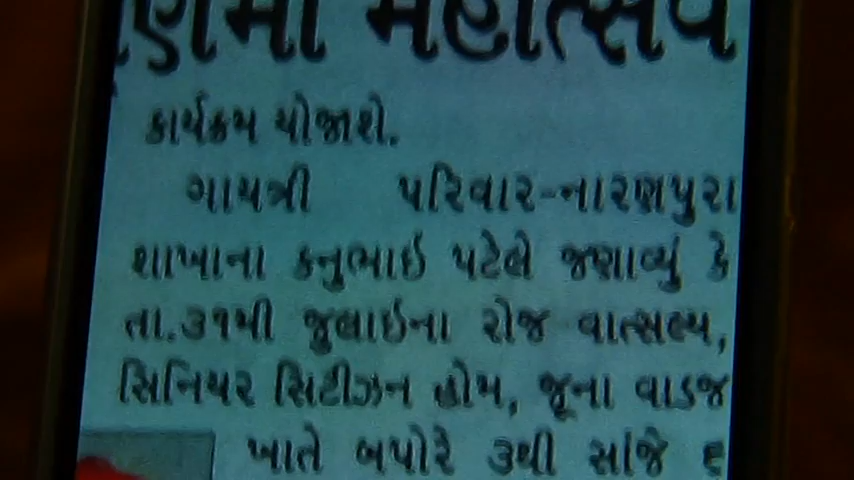 મહોત્સવ
કાર્યક્રમ યોજાશે.
ગાયત્રી પરિવાર-નારણપુરા
શાખાના કનુભાઈ પટેલે જણાવ્યું કે
તા.૩૧મી જુલાઈના રોજ વાત્સલ્ય,
સિનિયર સિટીઝન હોમ, જૂના વાડજ
ખાતે બપોરે ૩થી સાંજે ૬